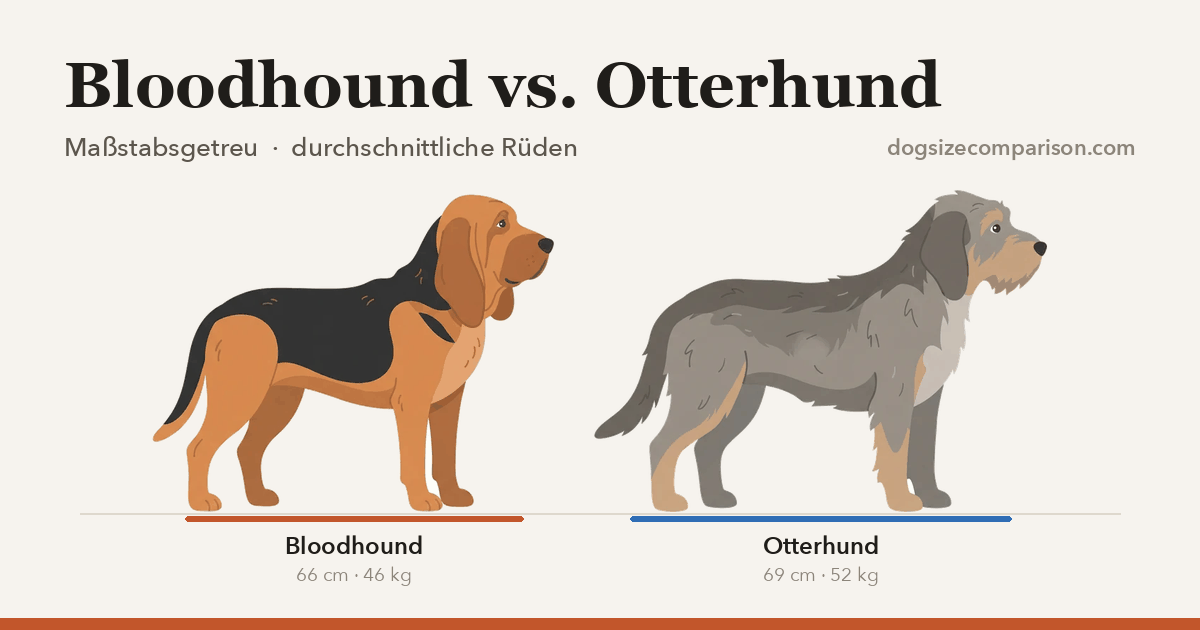 Bloodhound vs. Otterhund
Maßstabsgetreu · durchschnittliche Rüden
dogsizecomparison.com
Bloodhound
66 cm · 46 kg
Otterhund
69 cm · 52 kg